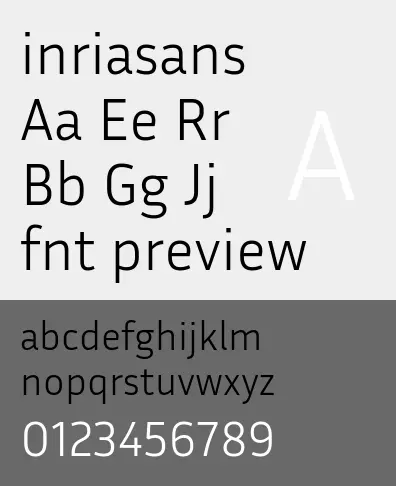 inriasans
Aa Ee Rr
A
Bb Gg Jj
fnt preview
abcdefghijklm
nopqrstuvwxyz
0123456789